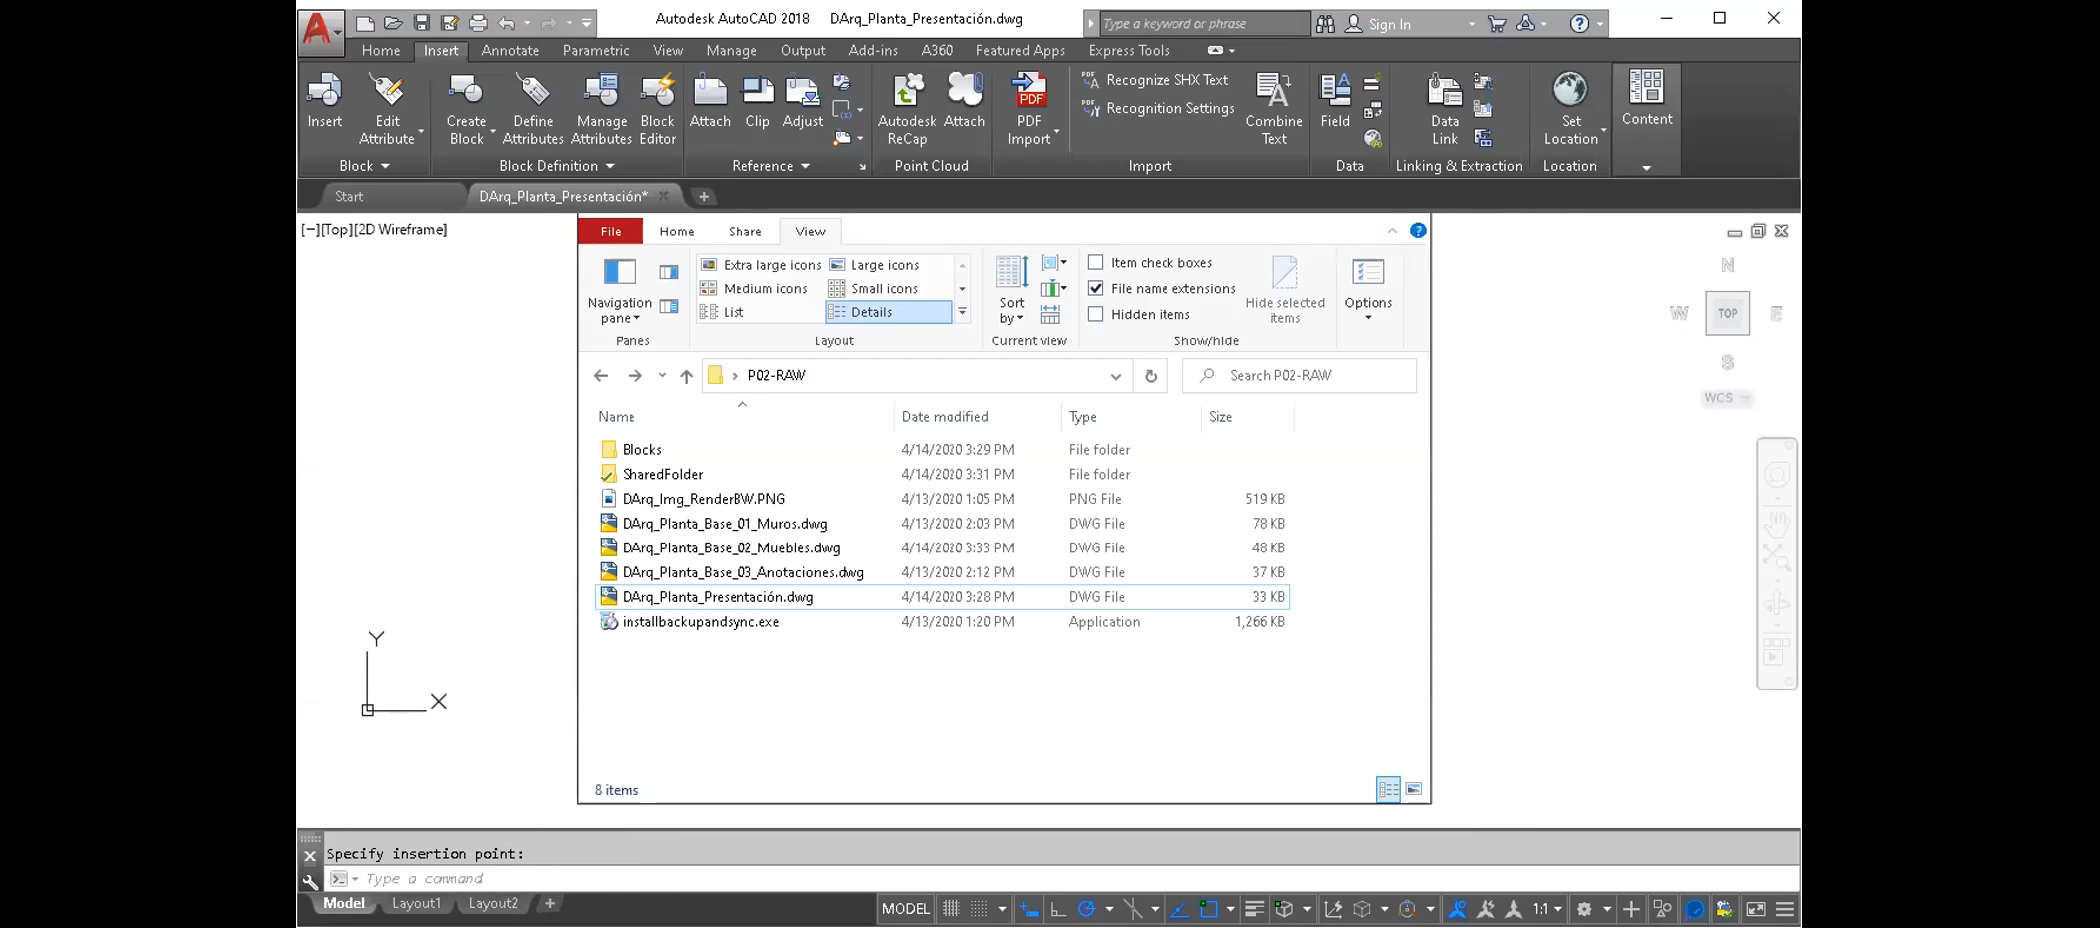 Autodesk AutoCAD 2018 DArq_Planta_Presentación.dwg
Type a keyword or phrase
Sign In
Home Insert Annotate Parametric View Manage Output Add-ins A360 Featured Apps Express Tools
Insert
Edit Attribute
Create Block
Define Attributes
Manage Attributes
Block Editor
Attach
Clip
Adjust
Autodesk ReCap
Attach
PDF Import
Recognize SHX Text
Recognition Settings
Combine Text
Field
Data Link
Set Location
Content
Block
Block Definition
Reference
Point Cloud
Import
Data
Linking & Extraction
Location
Start
DArq_Planta_Presentación*
[−][Top][2D Wireframe]
File Home Share View
Navigation pane
Extra large icons Large icons
Medium icons Small icons
List Details
Sort by
Item check boxes
File name extensions
Hidden items
Hide selected items
Options
Panes
Layout
Current view
Show/hide
P02-RAW
Search P02-RAW
Name Date modified Type Size
Blocks 4/14/2020 3:29 PM File folder
SharedFolder 4/14/2020 3:31 PM File folder
DArq_Img_RenderBW.PNG 4/13/2020 1:05 PM PNG File 519 KB
DArq_Planta_Base_01_Muros.dwg 4/13/2020 2:03 PM DWG File 78 KB
DArq_Planta_Base_02_Muebles.dwg 4/14/2020 3:33 PM DWG File 48 KB
DArq_Planta_Base_03_Anotaciones.dwg 4/13/2020 2:12 PM DWG File 37 KB
DArq_Planta_Presentación.dwg 4/14/2020 3:28 PM DWG File 33 KB
installbackupandsync.exe 4/13/2020 1:20 PM Application 1,266 KB
8 items
N
W TOP E
S
WCS
Y
X
Specify insertion point:
Type a command
Model Layout1 Layout2
MODEL
1:1